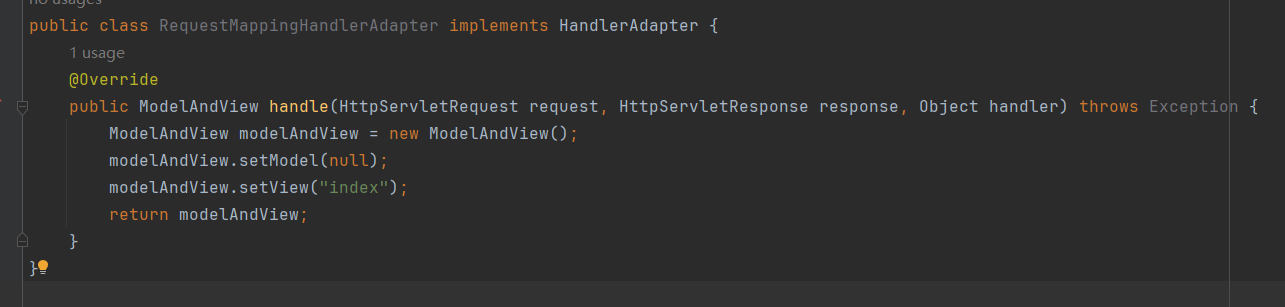 no usages
public class RequestMappingHandlerAdapter implements HandlerAdapter {
1 usage
@Override
public ModelAndView handle(HttpServletRequest request, HttpServletResponse response, Object handler) throws Exception {
ModelAndView modelAndView = new ModelAndView();
modelAndView.setModel(null);
modelAndView.setView("index");
return modelAndView;
}
}